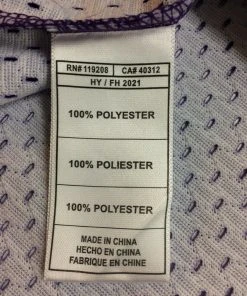 RN# 119208 CA# 40312
HY / FH 2021
100% POLYESTER
100% POLIESTER
100% POLYESTER
MADE IN CHINA
HECHO EN CHINA
FABRIQUE EN CHINE